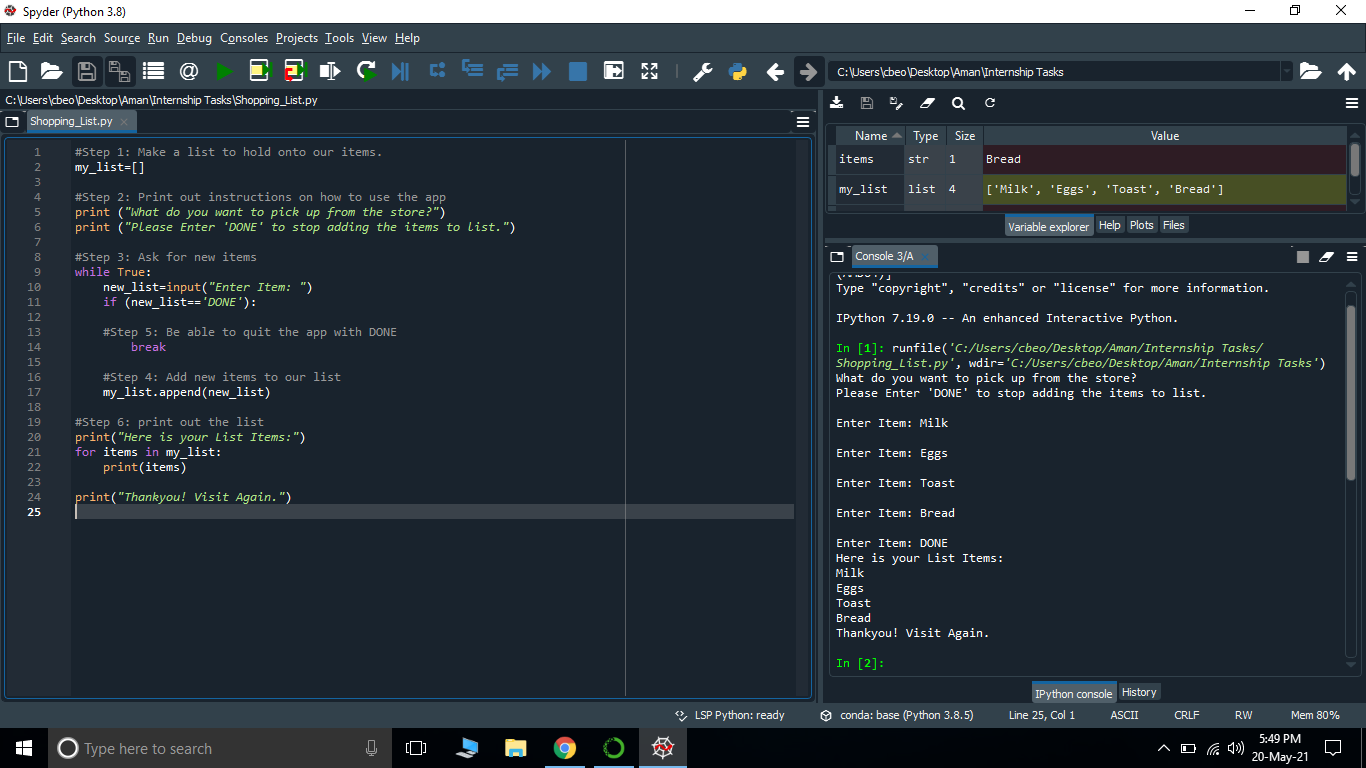 Spyder (Python 3.8)
File Edit Search Source Run Debug Consoles Projects Tools View Help
C:\Users\cbeo\Desktop\Aman\Internship Tasks
C:\Users\cbeo\Desktop\Aman\Internship Tasks\Shopping_List.py
Shopping_List.py
1 #Step 1: Make a list to hold onto our items.
2 my_list=[]
3
4 #Step 2: Print out instructions on how to use the app
5 print ("What do you want to pick up from the store?")
6 print ("Please Enter 'DONE' to stop adding the items to list.")
7
8 #Step 3: Ask for new items
9 while True:
10     new_list=input("Enter Item: ")
11     if (new_list=='DONE'):
12
13     #Step 5: Be able to quit the app with DONE
14         break
15
16     #Step 4: Add new items to our list
17     my_list.append(new_list)
18
19 #Step 6: print out the list
20 print("Here is your List Items:")
21 for items in my_list:
22     print(items)
23
24 print("Thankyou! Visit Again.")
25
Name Type Size Value
items str 1 Bread
my_list list 4 ['Milk', 'Eggs', 'Toast', 'Bread']
Variable explorer Help Plots Files
Console 3/A
Type "copyright", "credits" or "license" for more information.
IPython 7.19.0 -- An enhanced Interactive Python.
In [1]: runfile('C:/Users/cbeo/Desktop/Aman/Internship Tasks/
Shopping_List.py', wdir='C:/Users/cbeo/Desktop/Aman/Internship Tasks')
What do you want to pick up from the store?
Please Enter 'DONE' to stop adding the items to list.
Enter Item: Milk
Enter Item: Eggs
Enter Item: Toast
Enter Item: Bread
Enter Item: DONE
Here is your List Items:
Milk
Eggs
Toast
Bread
Thankyou! Visit Again.
In [2]:
IPython console History
LSP Python: ready conda: base (Python 3.8.5) Line 25, Col 1 ASCII CRLF RW Mem 80%
Type here to search
5:49 PM
20-May-21